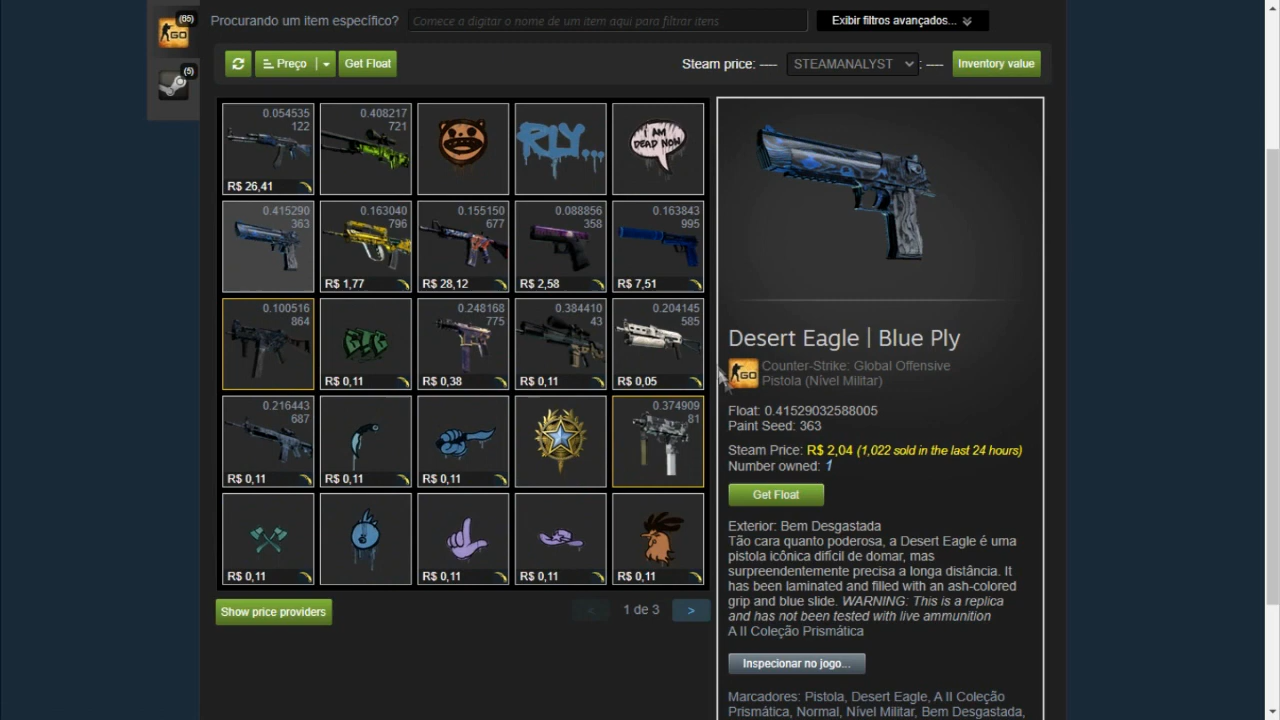 (65)
Procurando um item específico?
Comece a digitar o nome de um item aqui para filtrar itens
Exibir filtros avançados...
GO
(5)
Preço
Get Float
Steam price: ----
STEAMANALYST
: ----
Inventory value
0.054535
122
R$ 26,41
0.408217
721
RLY...
I AM
DEAD NOW
0.415290
363
0.163040
796
R$ 1,77
0.155150
677
R$ 28,12
0.088856
358
R$ 2,58
0.163843
995
R$ 7,51
0.100516
864
R$ 0,11
0.248168
775
R$ 0,38
0.384410
43
R$ 0,11
0.204145
585
R$ 0,05
0.216443
687
R$ 0,11
R$ 0,11
R$ 0,11
0.374909
81
R$ 0,11
R$ 0,11
R$ 0,11
R$ 0,11
Show price providers
<
1 de 3
>
Desert Eagle | Blue Ply
GO
Counter-Strike: Global Offensive
Pistola (Nível Militar)
Float: 0.41529032588005
Paint Seed: 363
Steam Price: R$ 2,04 (1,022 sold in the last 24 hours)
Number owned: 1
Get Float
Exterior: Bem Desgastada
Tão cara quanto poderosa, a Desert Eagle é uma
pistola icônica difícil de domar, mas
surpreendentemente precisa a longa distância. It
has been laminated and filled with an ash-colored
grip and blue slide. WARNING: This is a replica
and has not been tested with live ammunition
A II Coleção Prismática
Inspecionar no jogo...
Marcadores: Pistola, Desert Eagle, A II Coleção
Prismática, Normal, Nível Militar, Bem Desgastada,